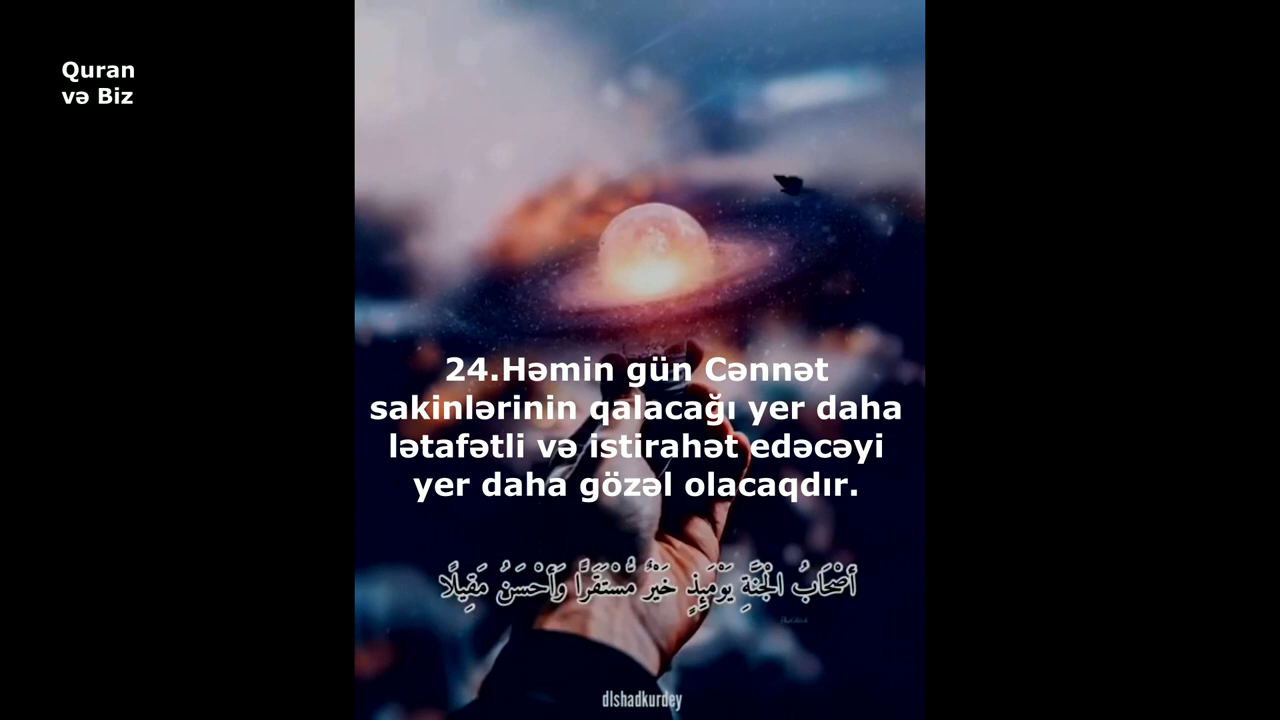 Quran
və Biz
24.Həmin gün Cənnət
sakinlərinin qalacağı yer daha
lətafətli və istirahət edəcəyi
yer daha gözəl olacaqdır.
أَصْحَابُ الْجَنَّةِ يَوْمَئِذٍ خَيْرٌ مُّسْتَقَرًّا وَأَحْسَنُ مَقِيلًا
dlshadkurdey